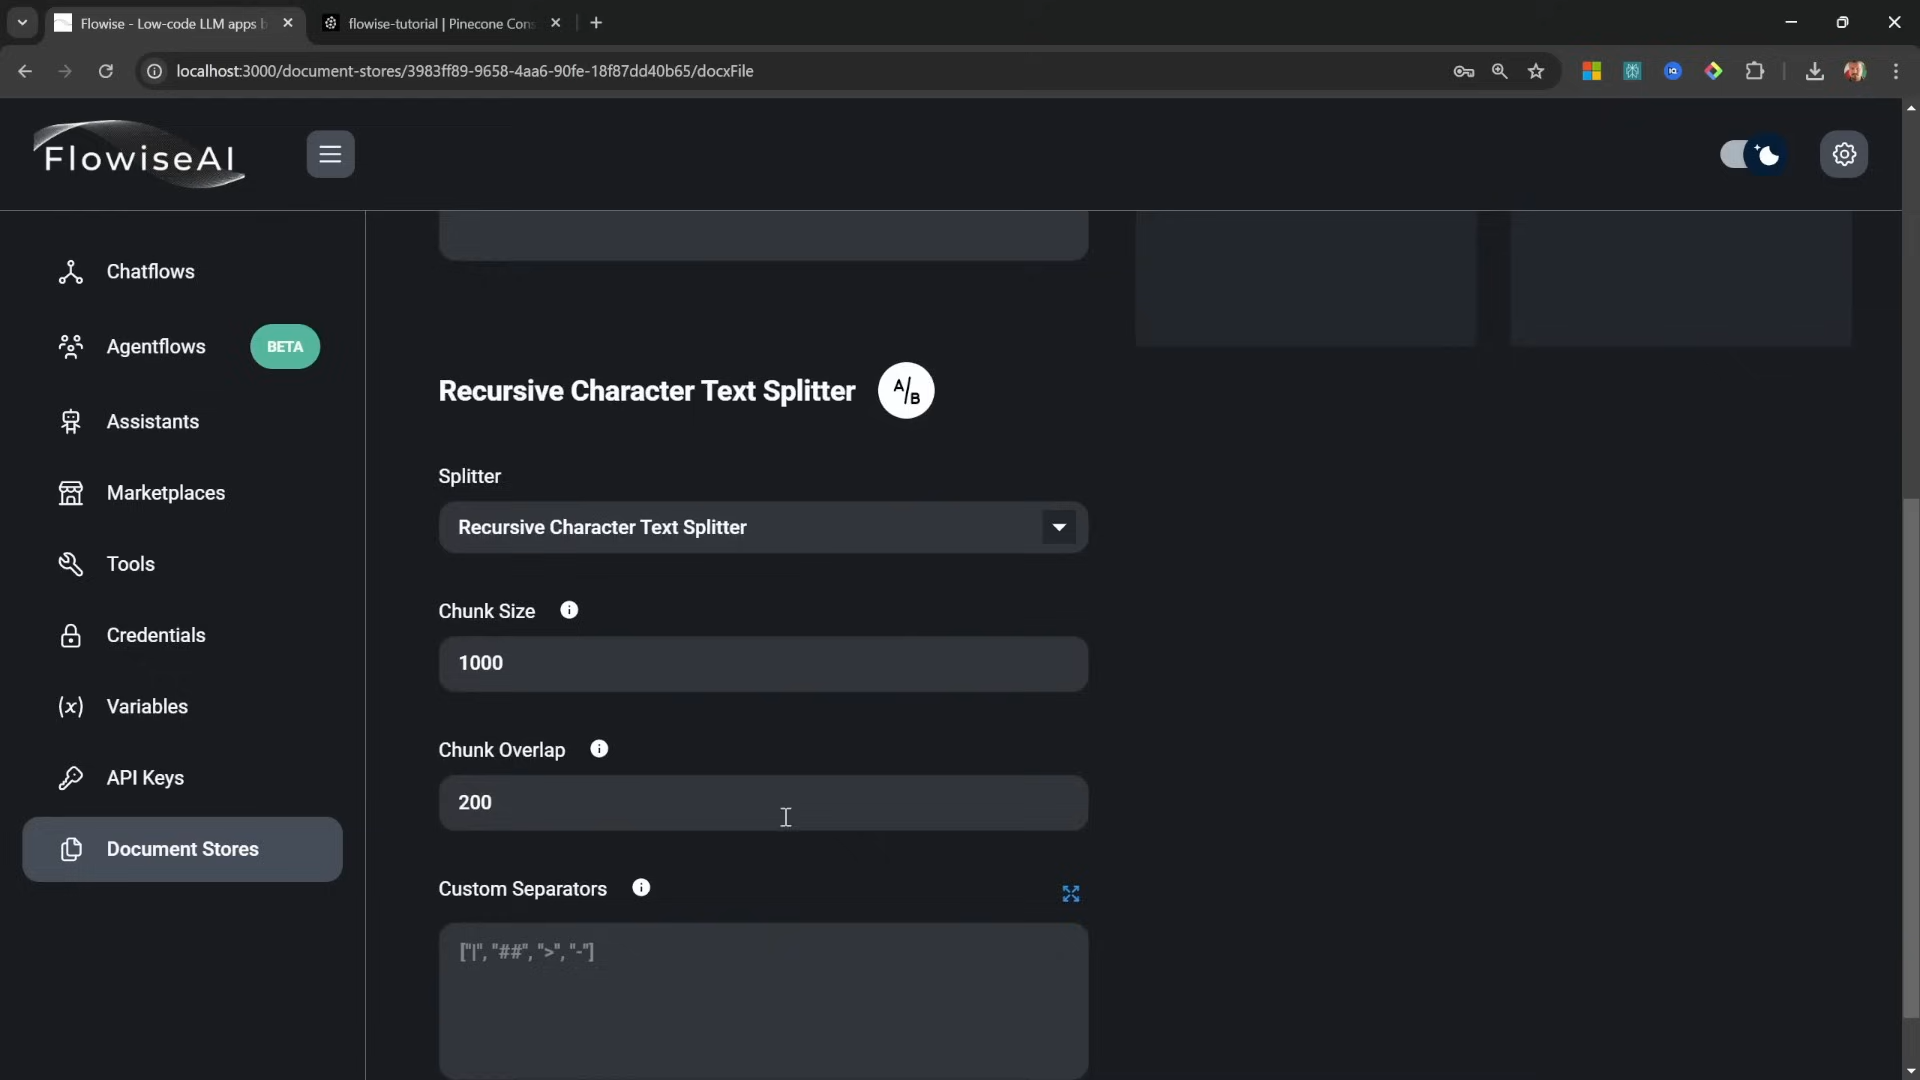 Flowise - Low-code LLM apps b
flowise-tutorial | Pinecone Con
localhost:3000/document-stores/3983ff89-9658-4aa6-90fe-18f87dd40b65/docxFile
FlowiseAI
Chatflows
Agentflows BETA
Assistants
Marketplaces
Tools
Credentials
(x) Variables
API Keys
Document Stores
Recursive Character Text Splitter A/B
Splitter
Recursive Character Text Splitter
Chunk Size
1000
Chunk Overlap
200
Custom Separators
["|", "##", ">", "-"]